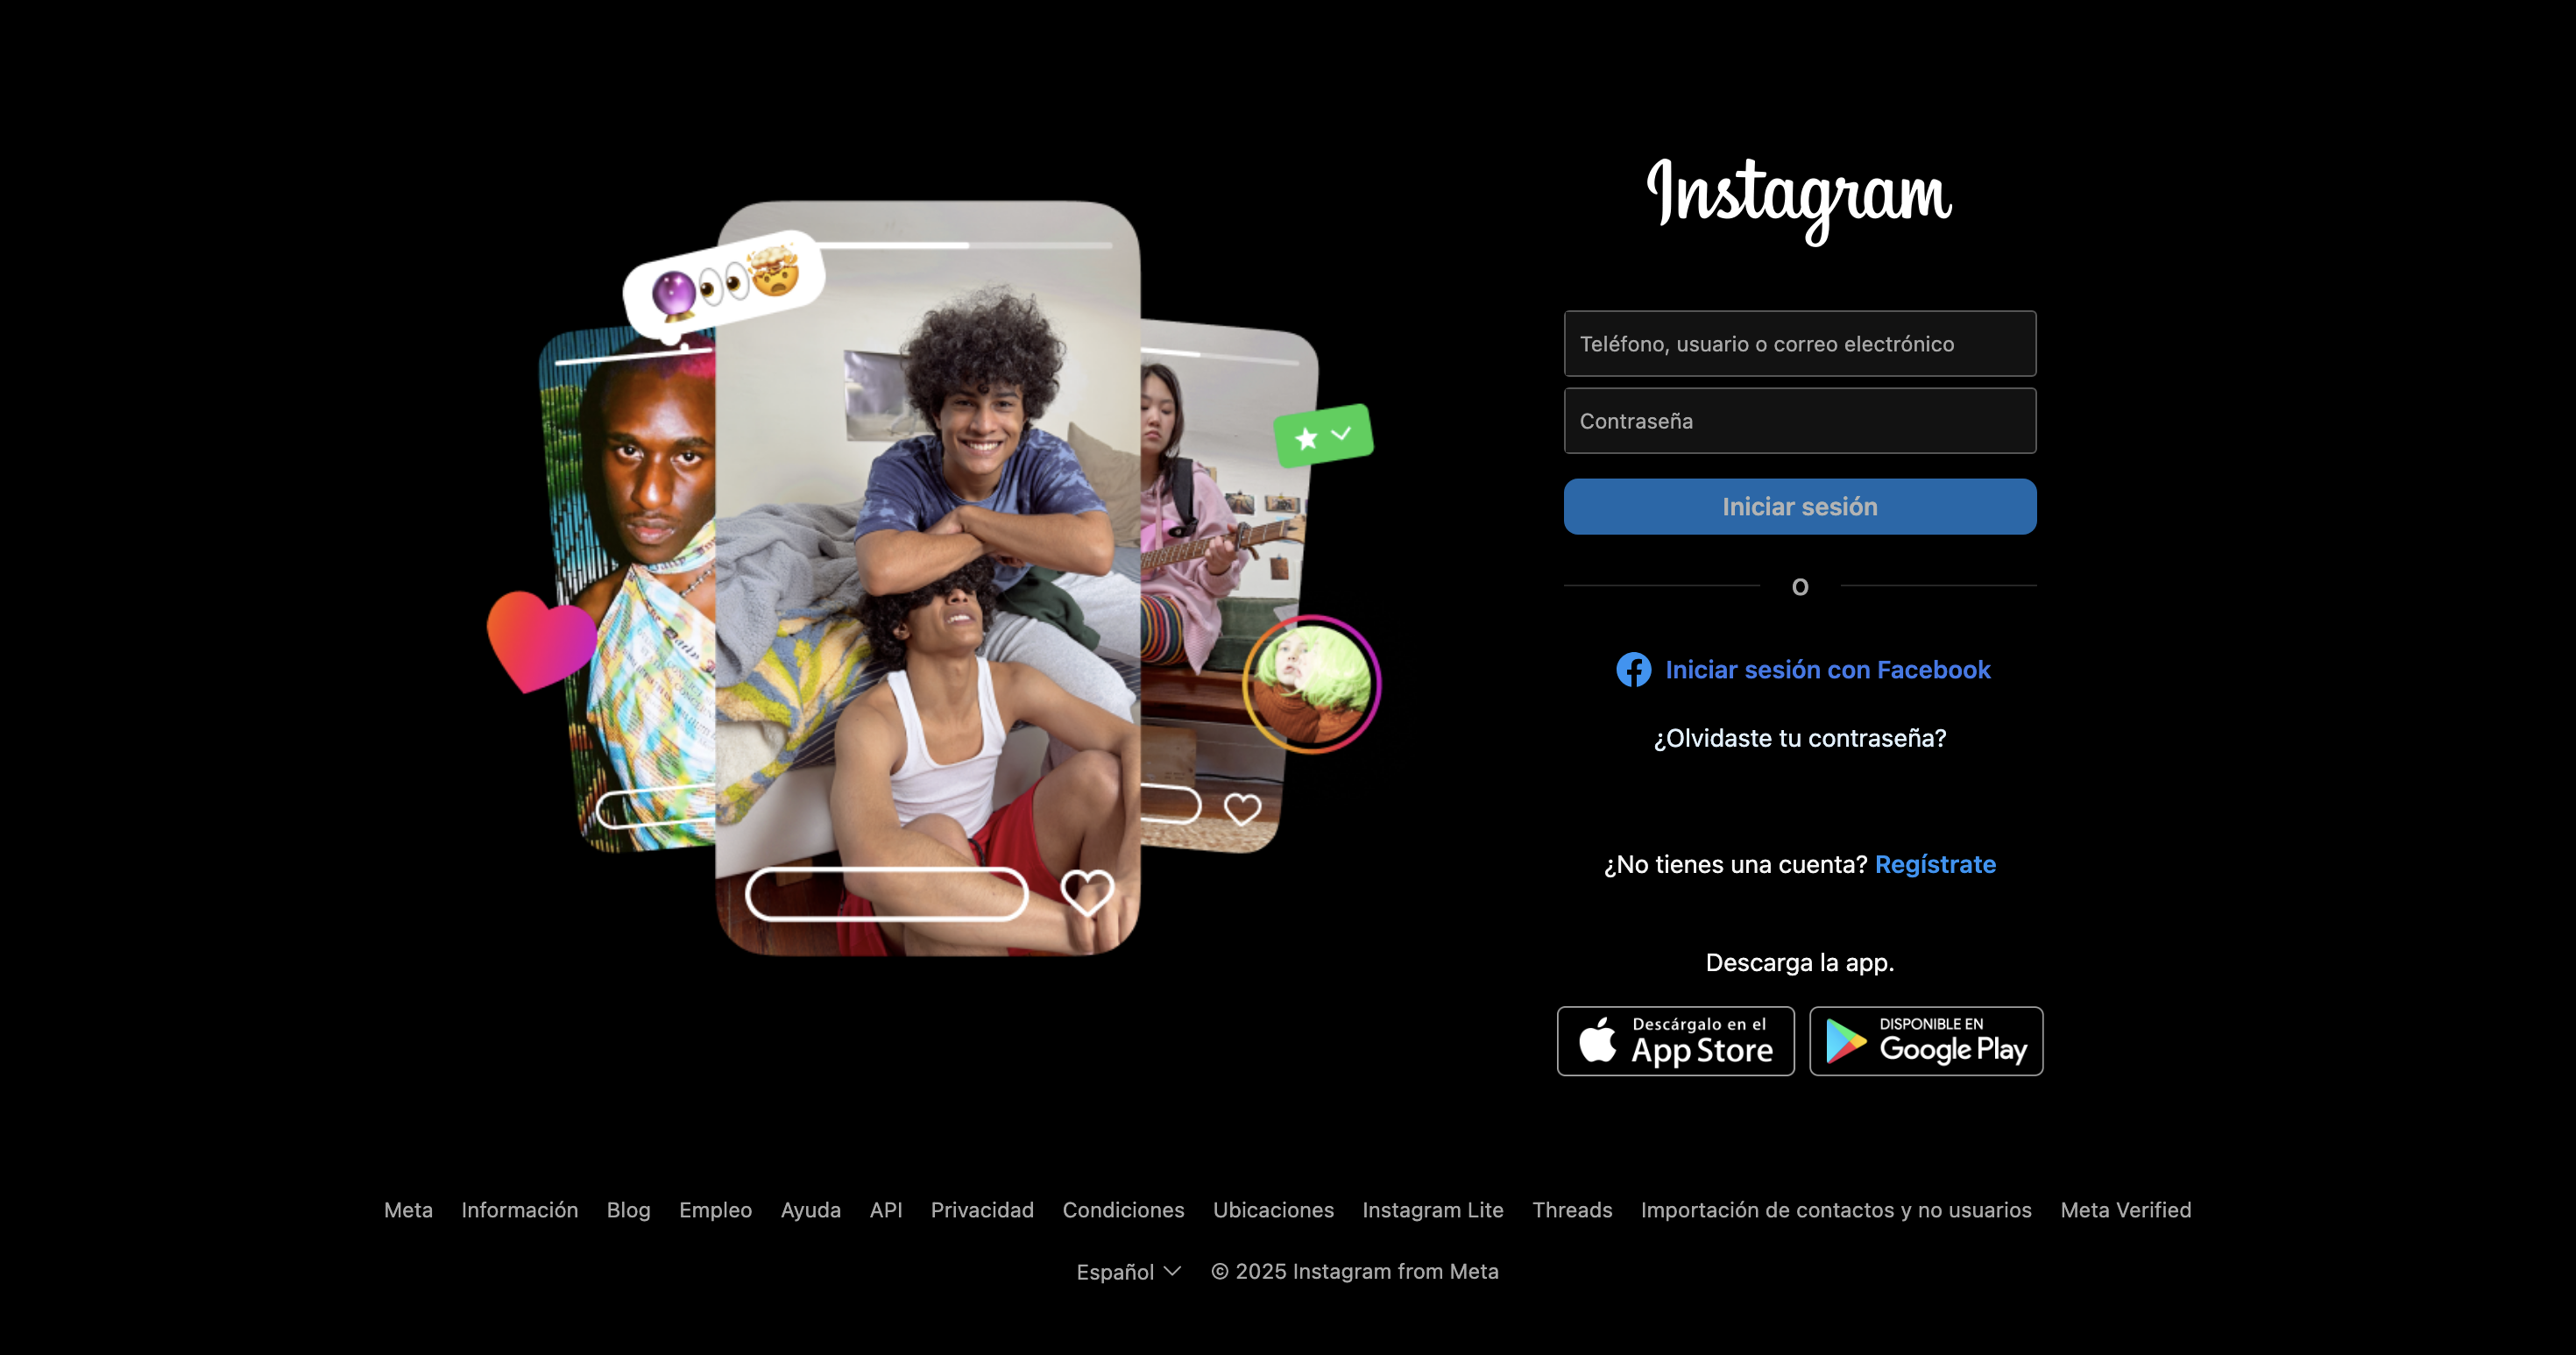 Instagram
Teléfono, usuario o correo electrónico
Contraseña
Iniciar sesión
O
Iniciar sesión con Facebook
¿Olvidaste tu contraseña?
¿No tienes una cuenta? Regístrate
Descarga la app.
Descárgalo en el
App Store
DISPONIBLE EN
Google Play
Meta Información Blog Empleo Ayuda API Privacidad Condiciones Ubicaciones Instagram Lite Threads Importación de contactos y no usuarios Meta Verified
Español © 2025 Instagram from Meta